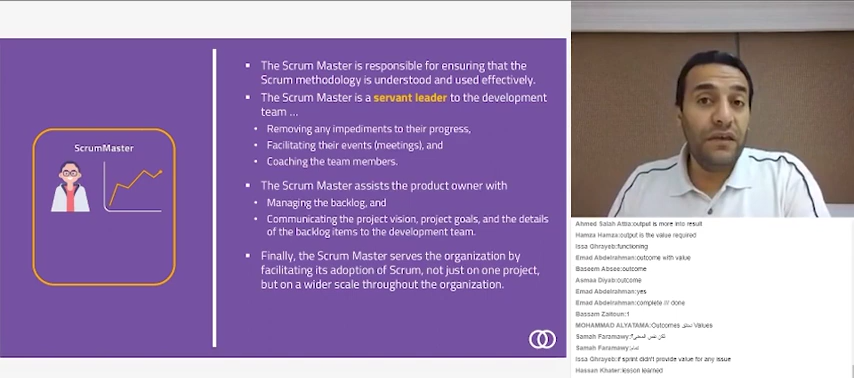 ScrumMaster
▪ The Scrum Master is responsible for ensuring that the
Scrum methodology is understood and used effectively.
▪ The Scrum Master is a servant leader to the development
team ...
• Removing any impediments to their progress,
• Facilitating their events (meetings), and
• Coaching the team members.
▪ The Scrum Master assists the product owner with
• Managing the backlog, and
• Communicating the project vision, project goals, and the details
of the backlog items to the development team.
▪ Finally, the Scrum Master serves the organization by
facilitating its adoption of Scrum, not just on one project,
but on a wider scale throughout the organization.
Ahmed Salah Attia:output is more into result
Hamza Hamza:output is the value required
Issa Ghrayeb:functioning
Emad Abdelrahman:outcome with value
Baseem Absee:outcome
Asmaa Diyab:outcome
Emad Abdelrahman:yes
Emad Abdelrahman:complete /// done
Bassam Zaitoun:1
MOHAMMAD ALYATAMA:Outcomes تحقق Values
Samah Faramawy:لكن نفس المعنى؟
Samah Faramawy:تمام
Issa Ghrayeb:if sprint didn't provide value for any issue
Hassan Khater:lesson learned